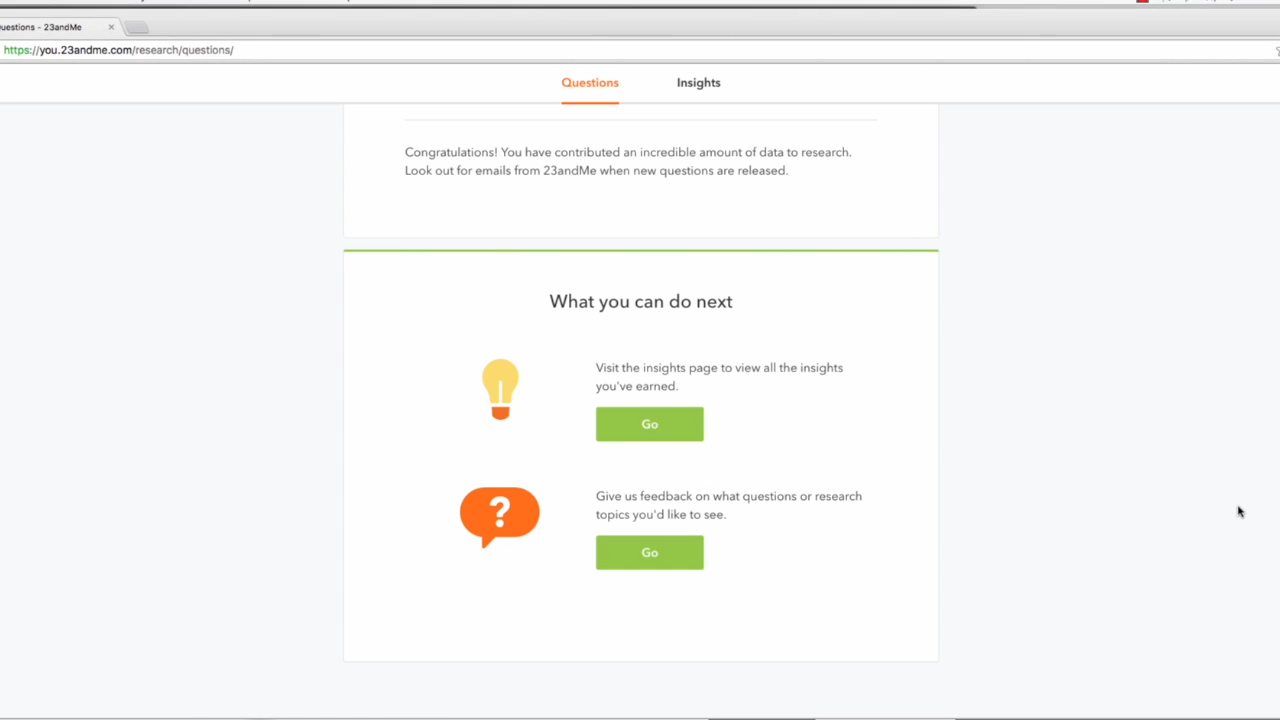 uestions - 23andMe
https://you.23andme.com/research/questions/
Questions
Insights
Congratulations! You have contributed an incredible amount of data to research.
Look out for emails from 23andMe when new questions are released.
What you can do next
Visit the insights page to view all the insights
you've earned.
Go
?
Give us feedback on what questions or research
topics you'd like to see.
Go